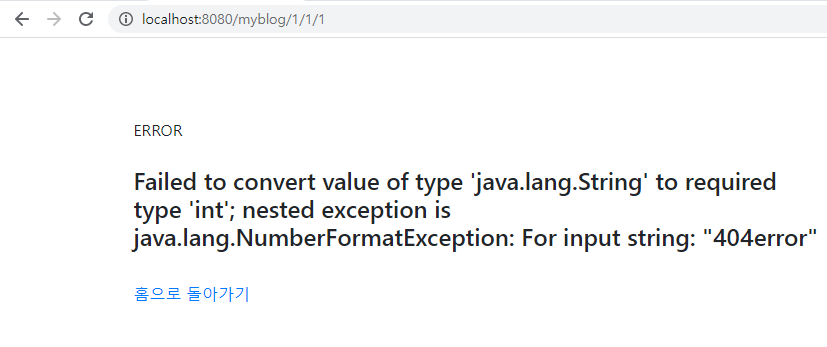 localhost:8080/myblog/1/1/1
ERROR
Failed to convert value of type 'java.lang.String' to required
type 'int'; nested exception is
java.lang.NumberFormatException: For input string: "404error"
홈으로 돌아가기